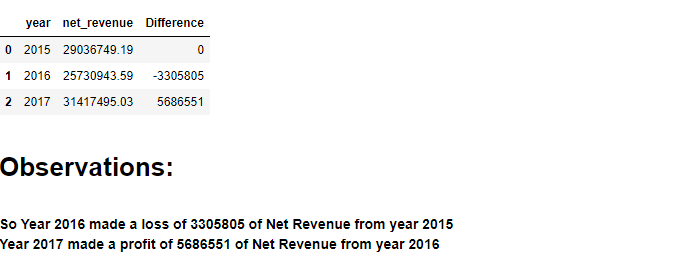 year net_revenue Difference
0 2015 29036749.19 0
1 2016 25730943.59 -3305805
2 2017 31417495.03 5686551
Observations:
So Year 2016 made a loss of 3305805 of Net Revenue from year 2015
Year 2017 made a profit of 5686551 of Net Revenue from year 2016